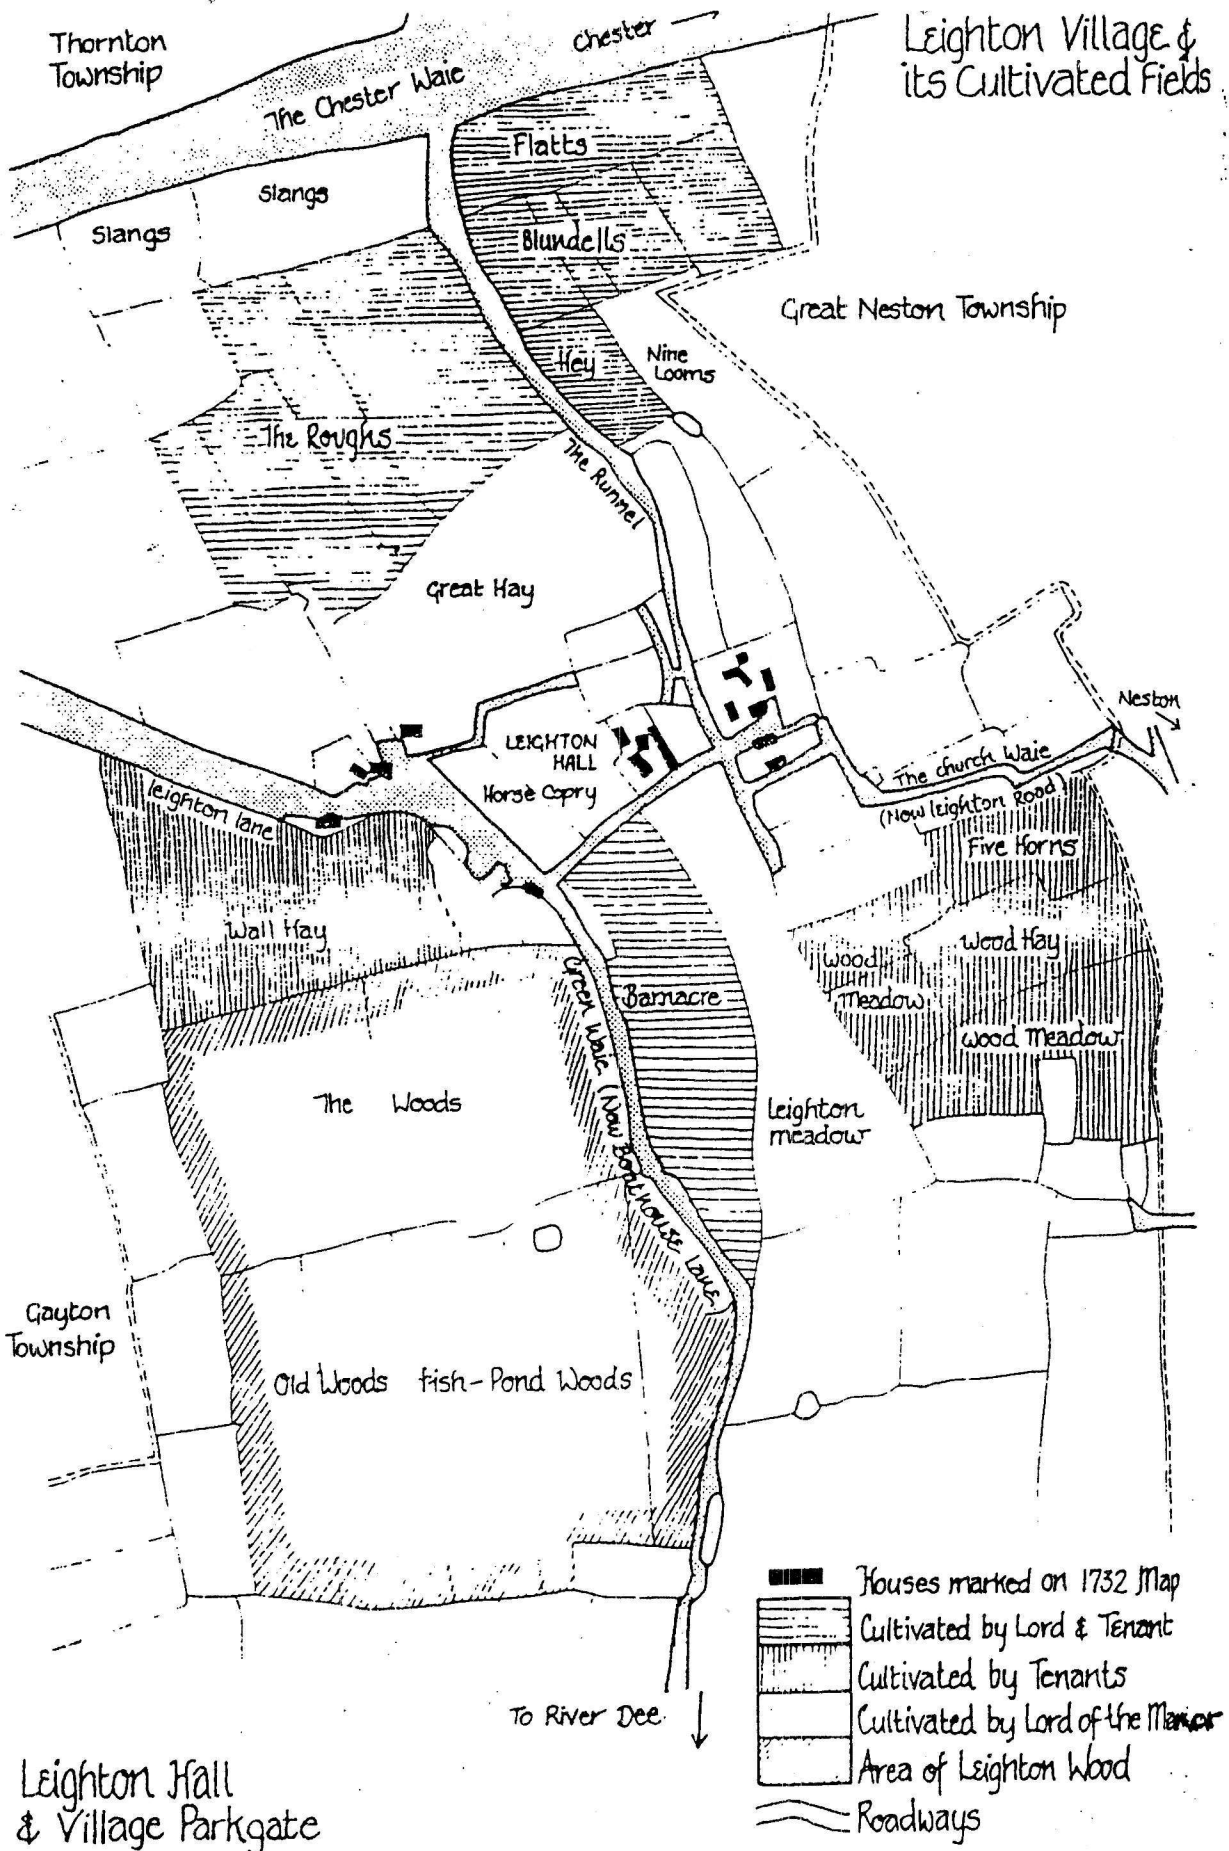 Thornton
Township
Chester
Leighton Village &
its Cultivated Fields
The Chester Waie
Flatts
Slangs
Slangs
Blundells
Great Neston Township
Hey
Nine
Looms
The Roughs
The Runnel
Great Hay
Neston
LEIGHTON
HALL
The Church Waie
(Now Leighton Road)
Leighton Lane
Horse Copry
Five Horns
Wall Hay
Wood Hay
Wood
Meadow
Green Waie (Now Boathouse Lane)
Barnacre
Wood Meadow
The Woods
Leighton
meadow
Gayton
Township
Old Woods
Fish-Pond Woods
Houses marked on 1732 Map
Cultivated by Lord & Tenant
Cultivated by Tenants
Cultivated by Lord of the Manor
Area of Leighton Wood
Roadways
To River Dee
Leighton Hall
& Village Parkgate